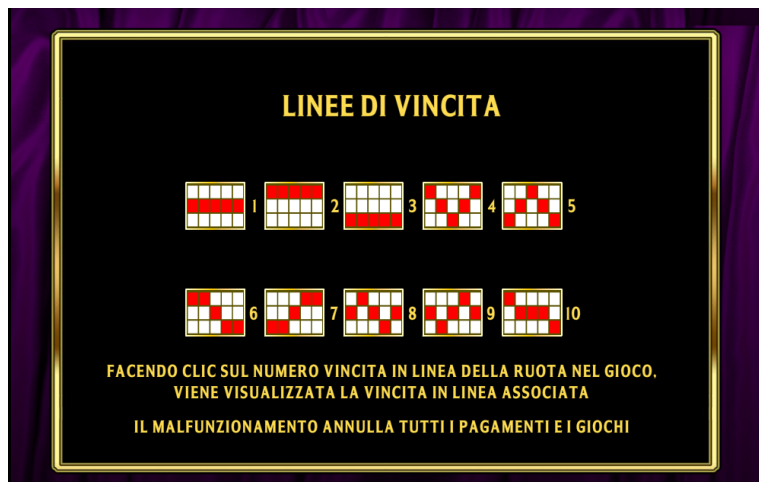 LINEE DI VINCITA
1 2 3 4 5
6 7 8 9 10
FACENDO CLIC SUL NUMERO VINCITA IN LINEA DELLA RUOTA NEL GIOCO,
VIENE VISUALIZZATA LA VINCITA IN LINEA ASSOCIATA
IL MALFUNZIONAMENTO ANNULLA TUTTI I PAGAMENTI E I GIOCHI